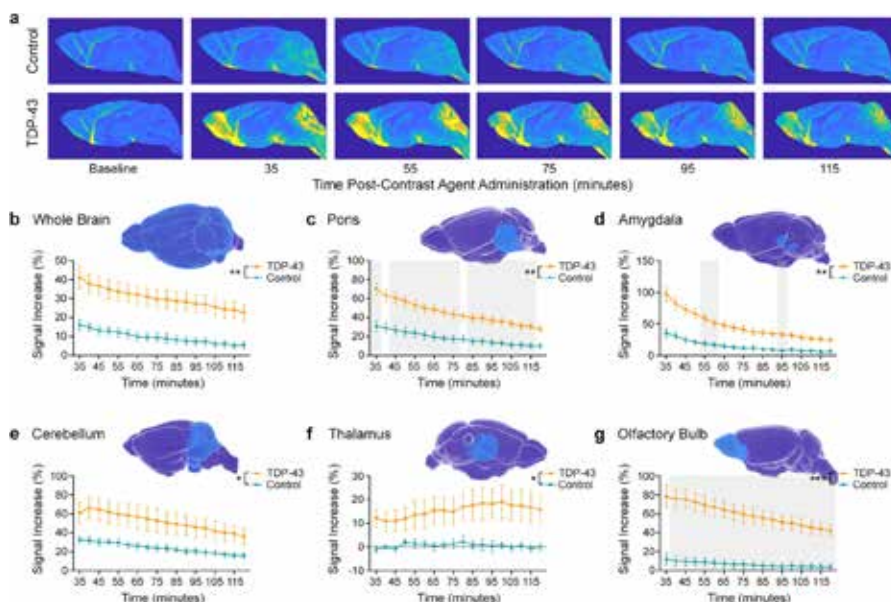 a
Control
TDP-43
Baseline 35 55 75 95 115
Time Post-Contrast Agent Administration (minutes)
b Whole Brain
c Pons
d Amygdala
TDP-43
Control
**
TDP-43
Control
**
TDP-43
Control
**
Signal Increase (%)
50
40
30
20
10
0
Signal Increase (%)
100
80
60
40
20
0
Signal Increase (%)
150
100
50
0
35 45 55 65 75 85 95 105 115
35 45 55 65 75 85 95 105 115
35 45 55 65 75 85 95 105 115
Time (minutes)
Time (minutes)
Time (minutes)
e Cerebellum
f Thalamus
g Olfactory Bulb
TDP-43
Control
*
TDP-43
Control
*
TDP-43
Control
Signal Increase (%)
100
80
60
40
20
0
Signal Increase (%)
30
20
10
0
-10
Signal Increase (%)
100
80
60
40
20
0
35 45 55 65 75 85 95 105 115
35 45 55 65 75 85 95 105 115
35 45 55 65 75 85 95 105 115
Time (minutes)
Time (minutes)
Time (minutes)